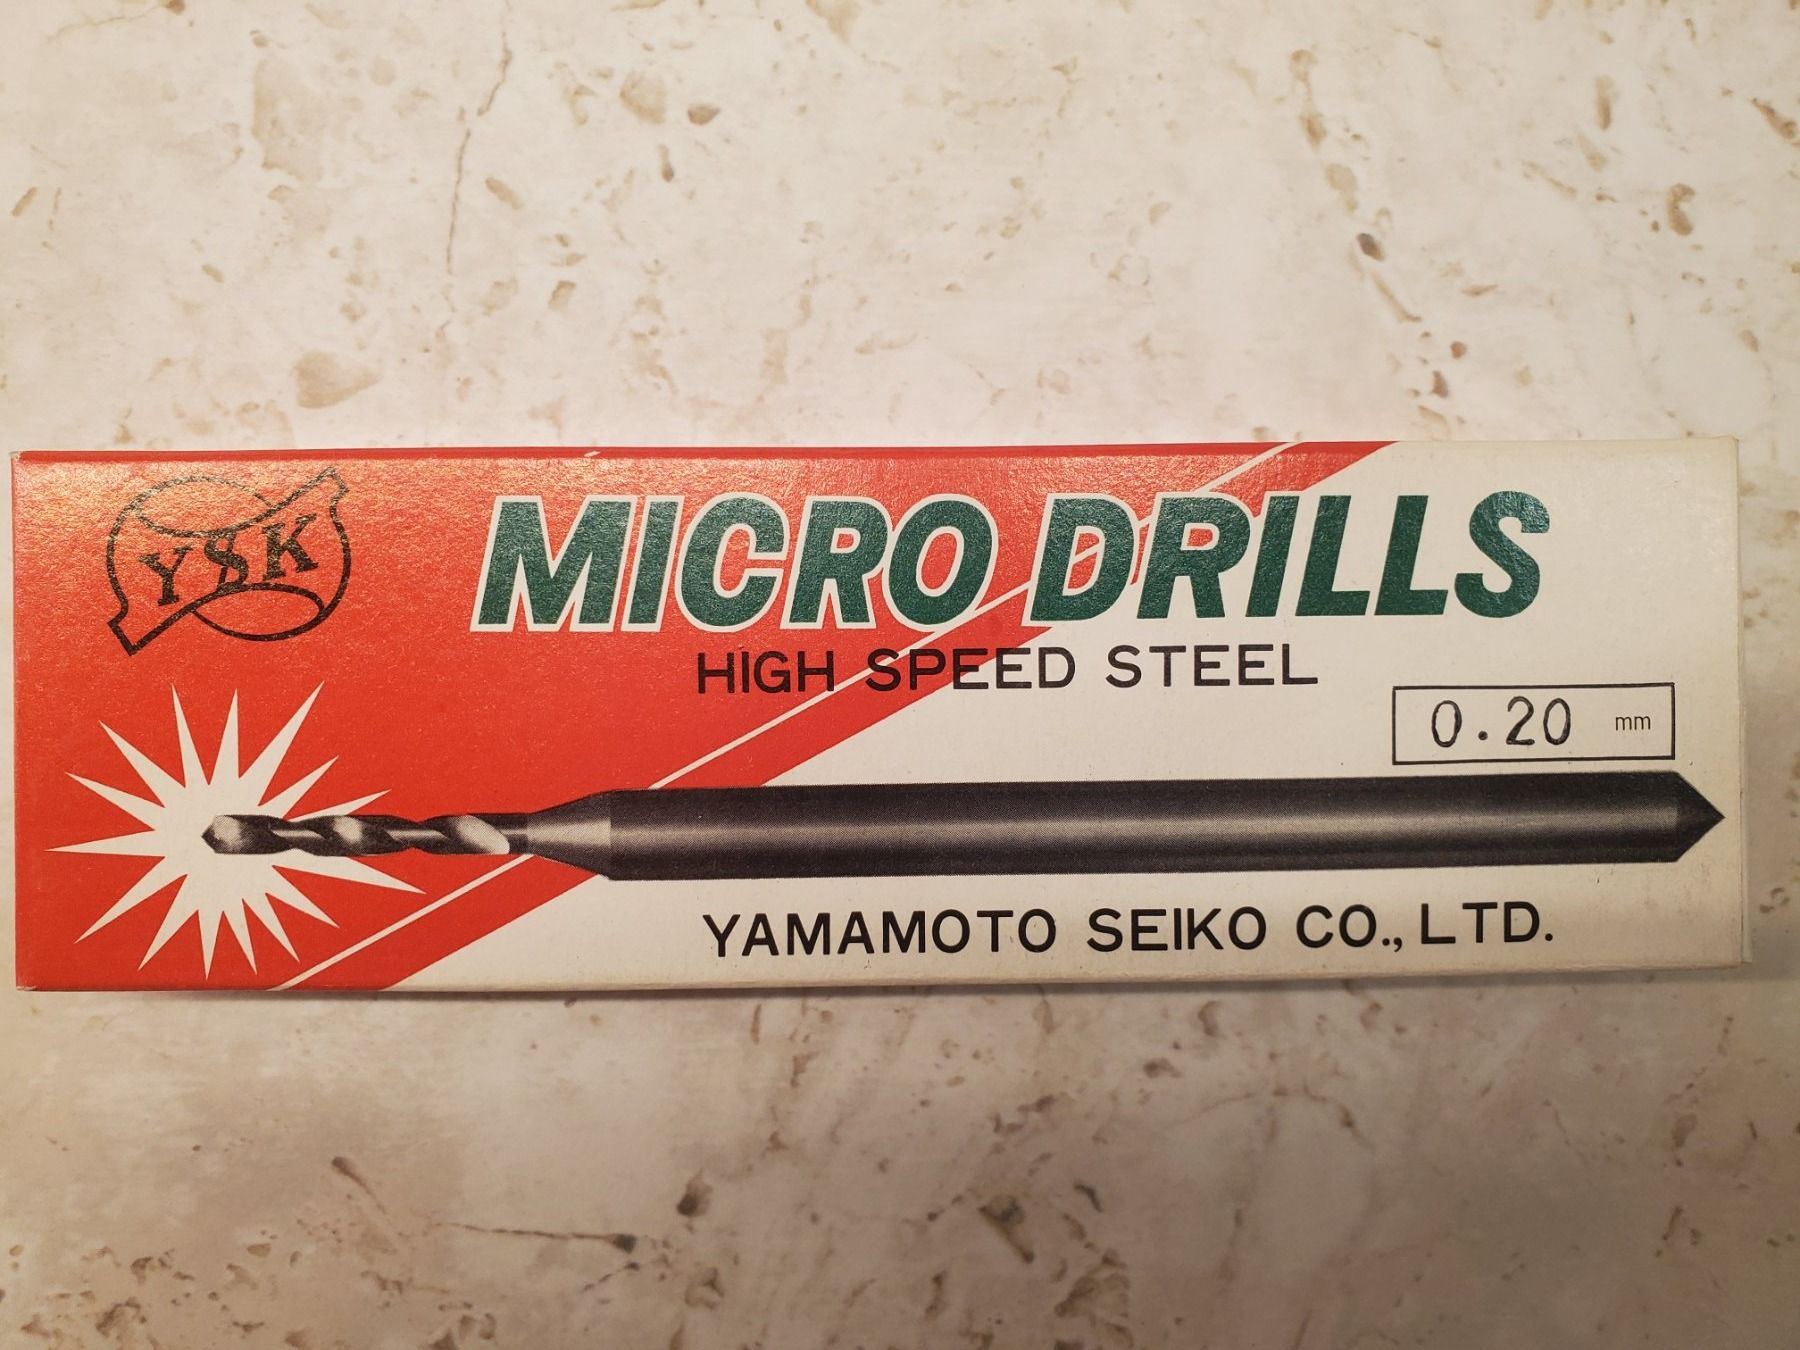 YSK
MICRO DRILLS
HIGH SPEED STEEL
0.20 mm
YAMAMOTO SEIKO CO., LTD.